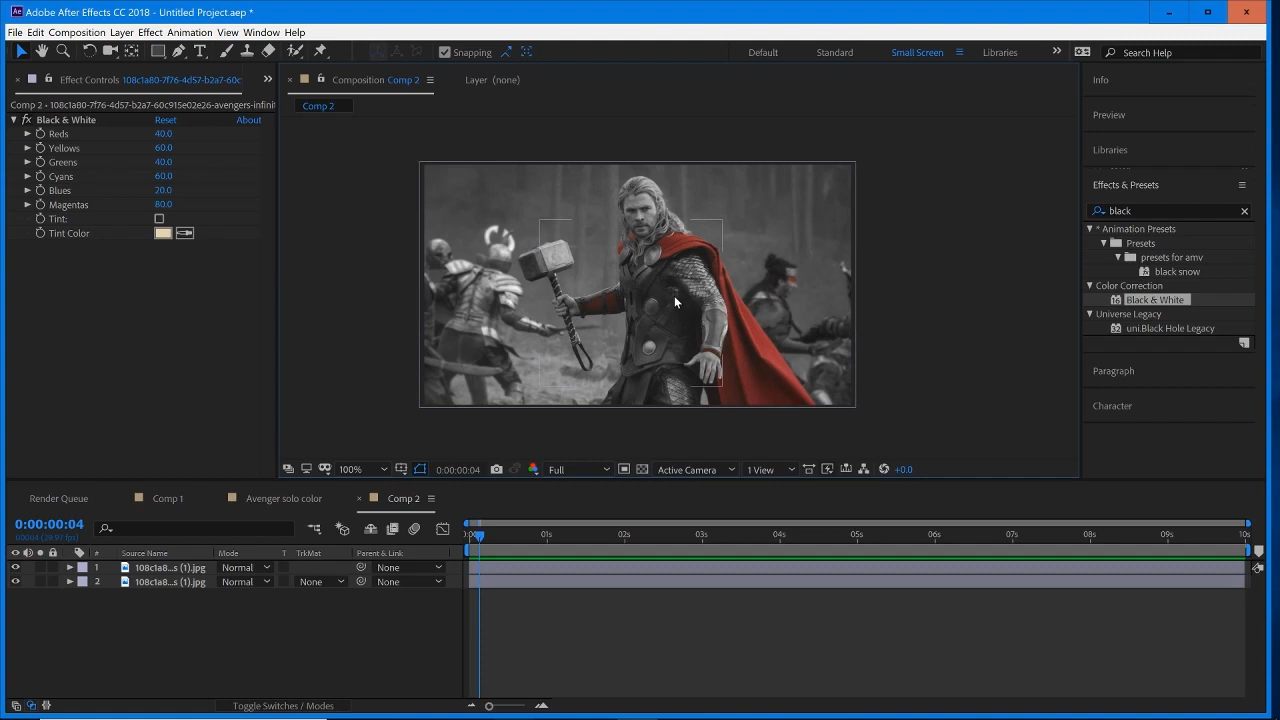 Adobe After Effects CC 2018 - Untitled Project.aep *
File Edit Composition Layer Effect Animation View Window Help
Snapping Default Standard Small Screen Libraries Search Help
Effect Controls 108c1a80-7f76-4d57-b2a7-60c
Composition Comp 2 Layer (none) Info
Comp 2 • 108c1a80-7f76-4d57-b2a7-60c915e02e26-avengers-infinit
Comp 2
Black & White Reset About
Preview
Reds 40.0
Yellows 60.0
Libraries
Greens 40.0
Cyans 60.0
Effects & Presets
Blues 20.0
Magentas 80.0
black
Tint:
Tint Color
* Animation Presets
Presets
presets for amv
black snow
Color Correction
Black & White
Universe Legacy
uni.Black Hole Legacy
Paragraph
Character
100% 0:00:00:04 Full Active Camera 1 View +0.0
Render Queue Comp 1 Avenger solo color Comp 2
0:00:00:04
00004 (29.97 fps)
01s 02s 03s 04s 05s 06s 07s 08s 09s 10s
# Source Name Mode T TrkMat Parent & Link
1 108c1a8...s (1).jpg Normal None
2 108c1a8...s (1).jpg Normal None None
Toggle Switches / Modes